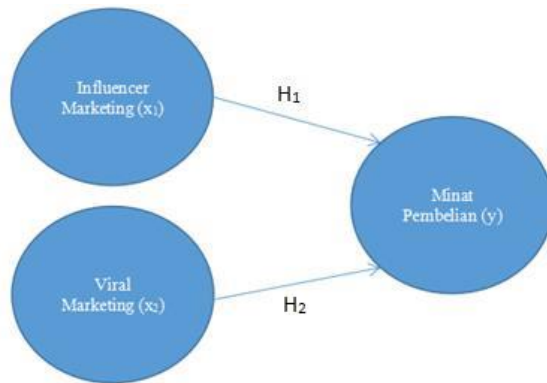 Influencer
Marketing (x₁)
H₁
Minat
Pembelian (y)
Viral
Marketing (x₂)
H₂